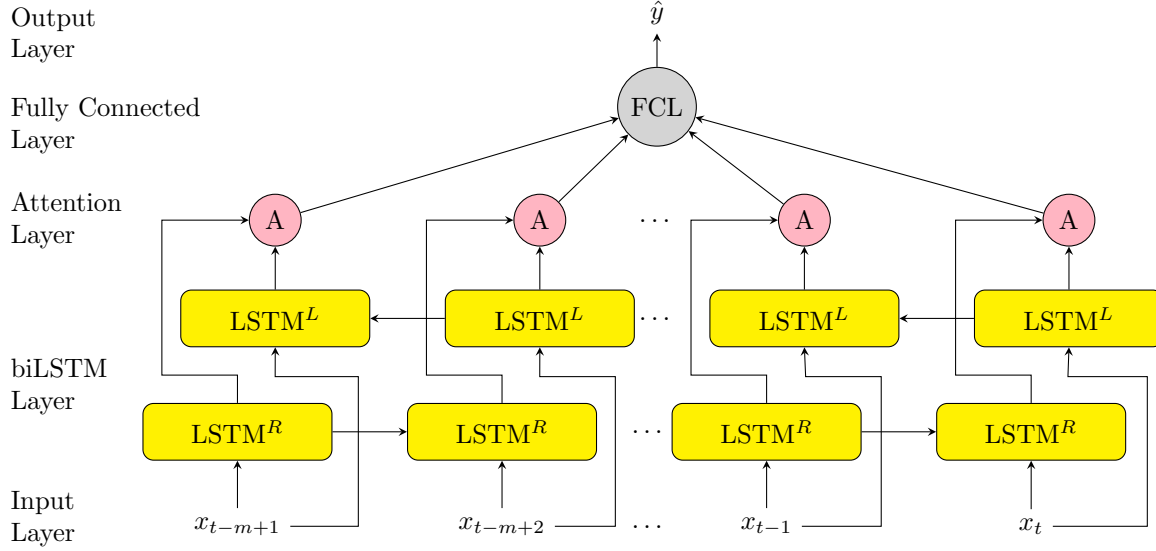 Output
Layer
ŷ
Fully Connected
Layer
FCL
Attention
Layer
A A ⋯ A A
LSTM^L LSTM^L ⋯ LSTM^L LSTM^L
biLSTM
Layer
LSTM^R LSTM^R ⋯ LSTM^R LSTM^R
Input
Layer
x_{t−m+1} x_{t−m+2} ⋯ x_{t−1} x_t